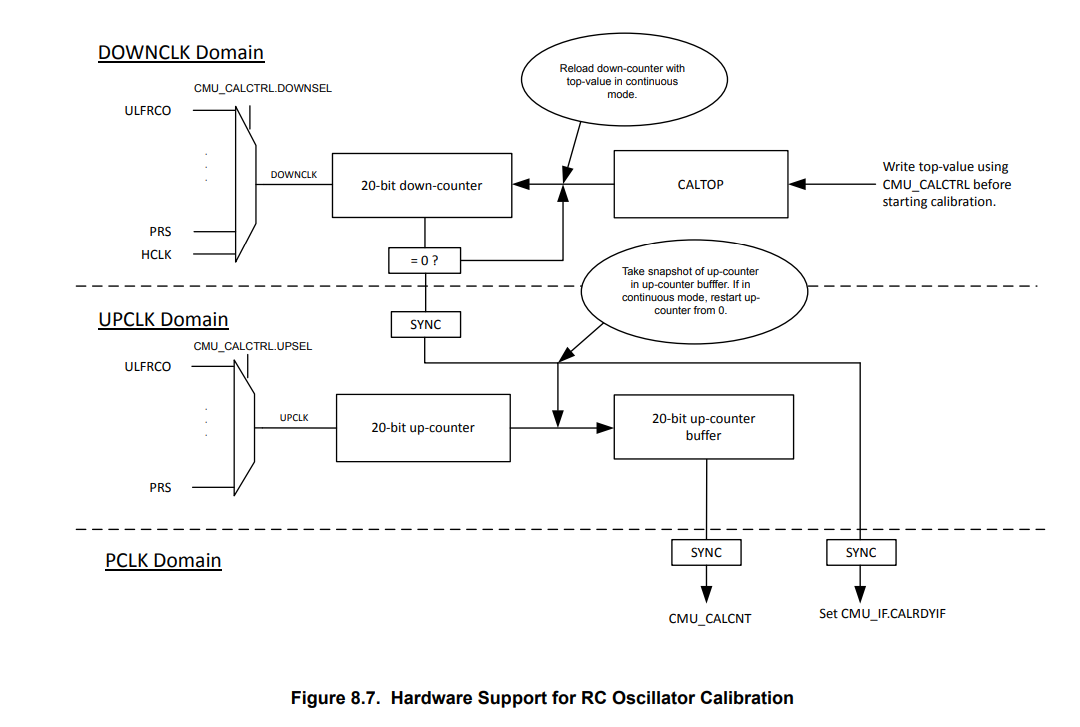 DOWNCLK Domain
Reload down-counter with
top-value in continuous
mode.
CMU_CALCTRL.DOWNSEL
ULFRCO
.
.
.
DOWNCLK
20-bit down-counter
CALTOP
Write top-value using
CMU_CALCTRL before
starting calibration.
PRS
HCLK
= 0 ?
Take snapshot of up-counter
in up-counter bufffer. If in
continuous mode, restart up-
counter from 0.
UPCLK Domain
SYNC
CMU_CALCTRL.UPSEL
ULFRCO
.
.
.
UPCLK
20-bit up-counter
20-bit up-counter
buffer
PRS
PCLK Domain
SYNC
SYNC
CMU_CALCNT
Set CMU_IF.CALRDYIF
Figure 8.7. Hardware Support for RC Oscillator Calibration